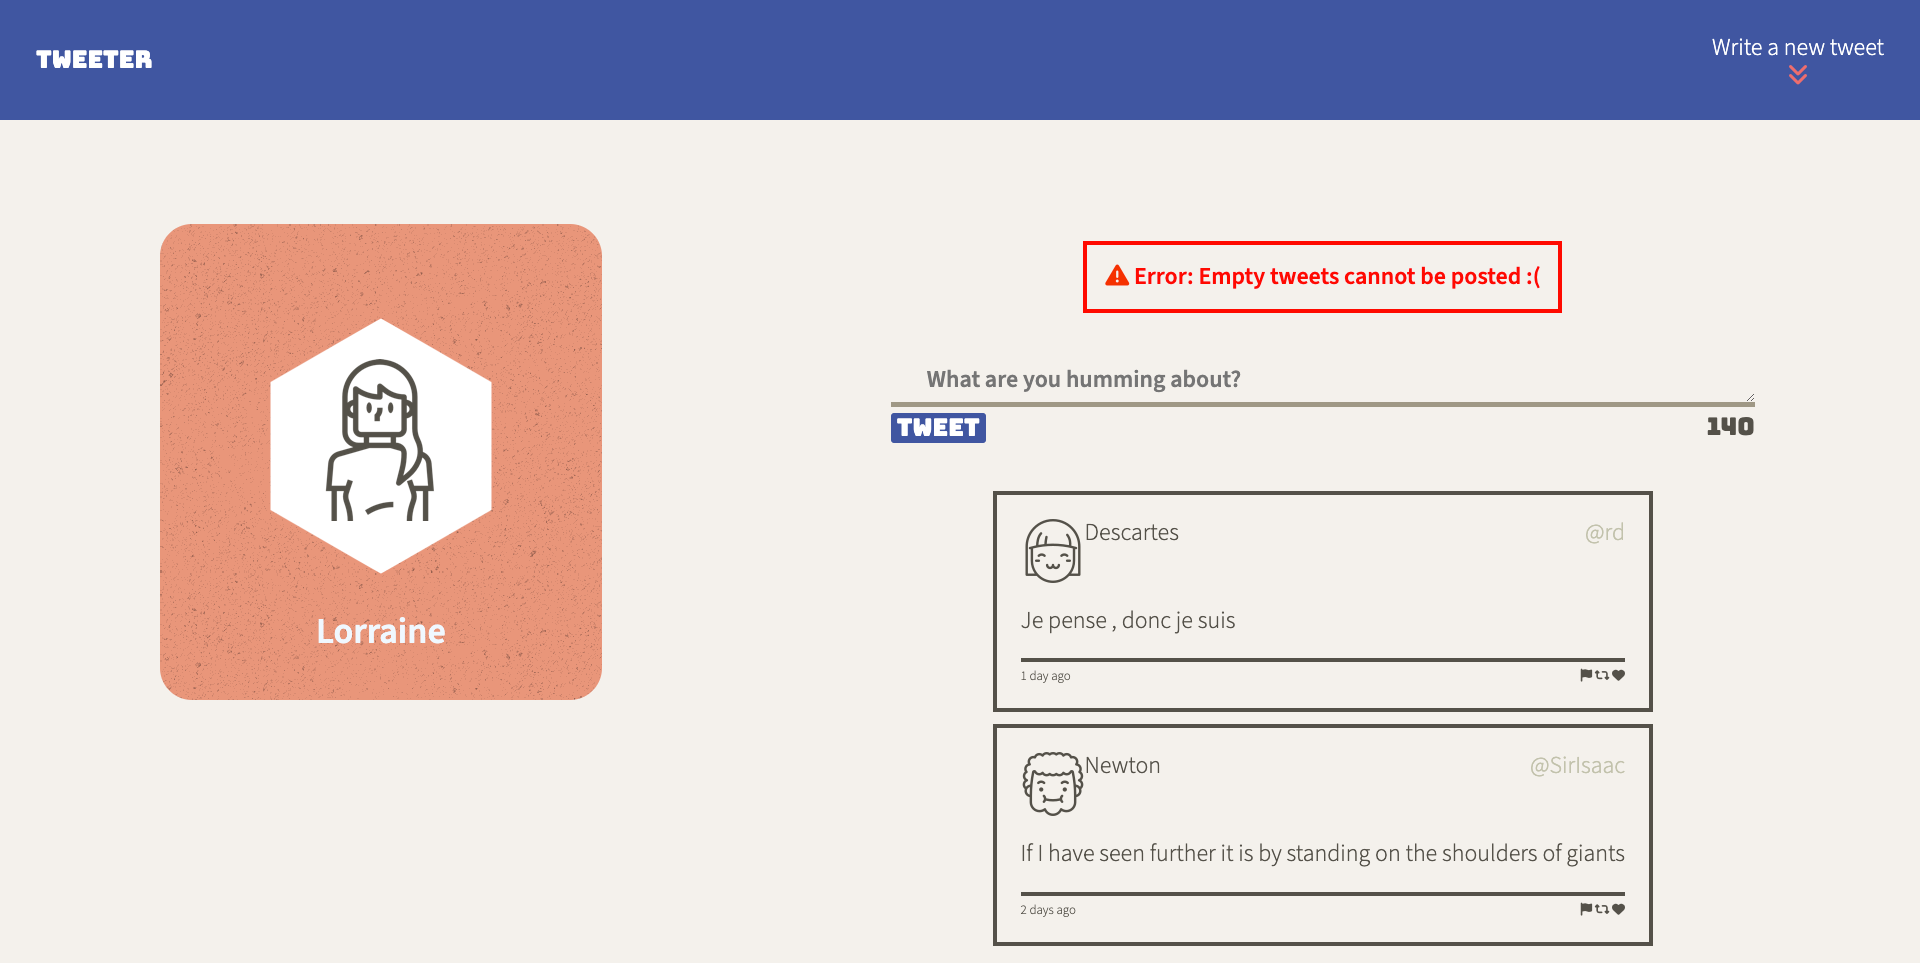 TWEETER
Write a new tweet
Lorraine
Error: Empty tweets cannot be posted :(
What are you humming about?
TWEET
140
Descartes
@rd
Je pense , donc je suis
1 day ago
Newton
@SirIsaac
If I have seen further it is by standing on the shoulders of giants
2 days ago